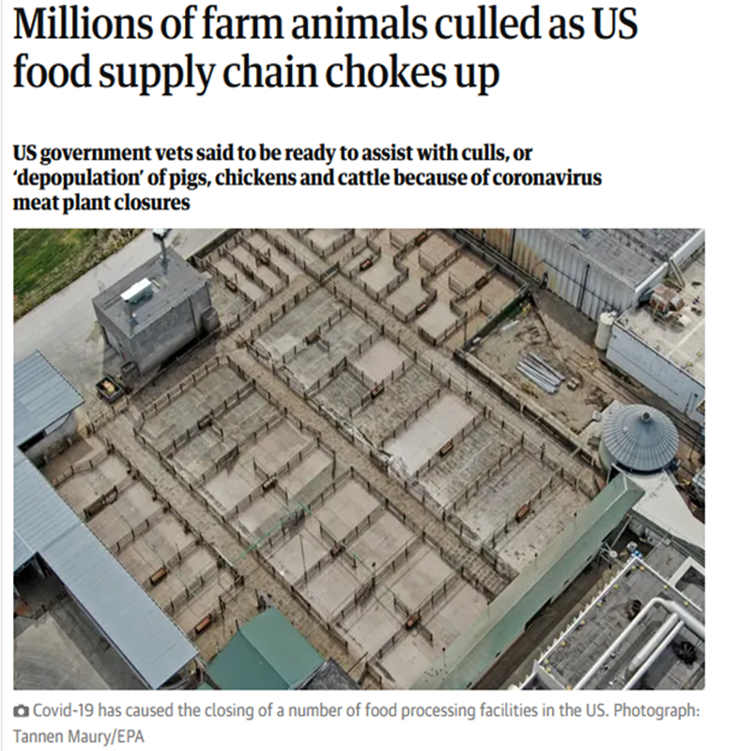 Millions of farm animals culled as US
food supply chain chokes up
US government vets said to be ready to assist with culls, or
‘depopulation’ of pigs, chickens and cattle because of coronavirus
meat plant closures
Covid-19 has caused the closing of a number of food processing facilities in the US. Photograph:
Tannen Maury/EPA